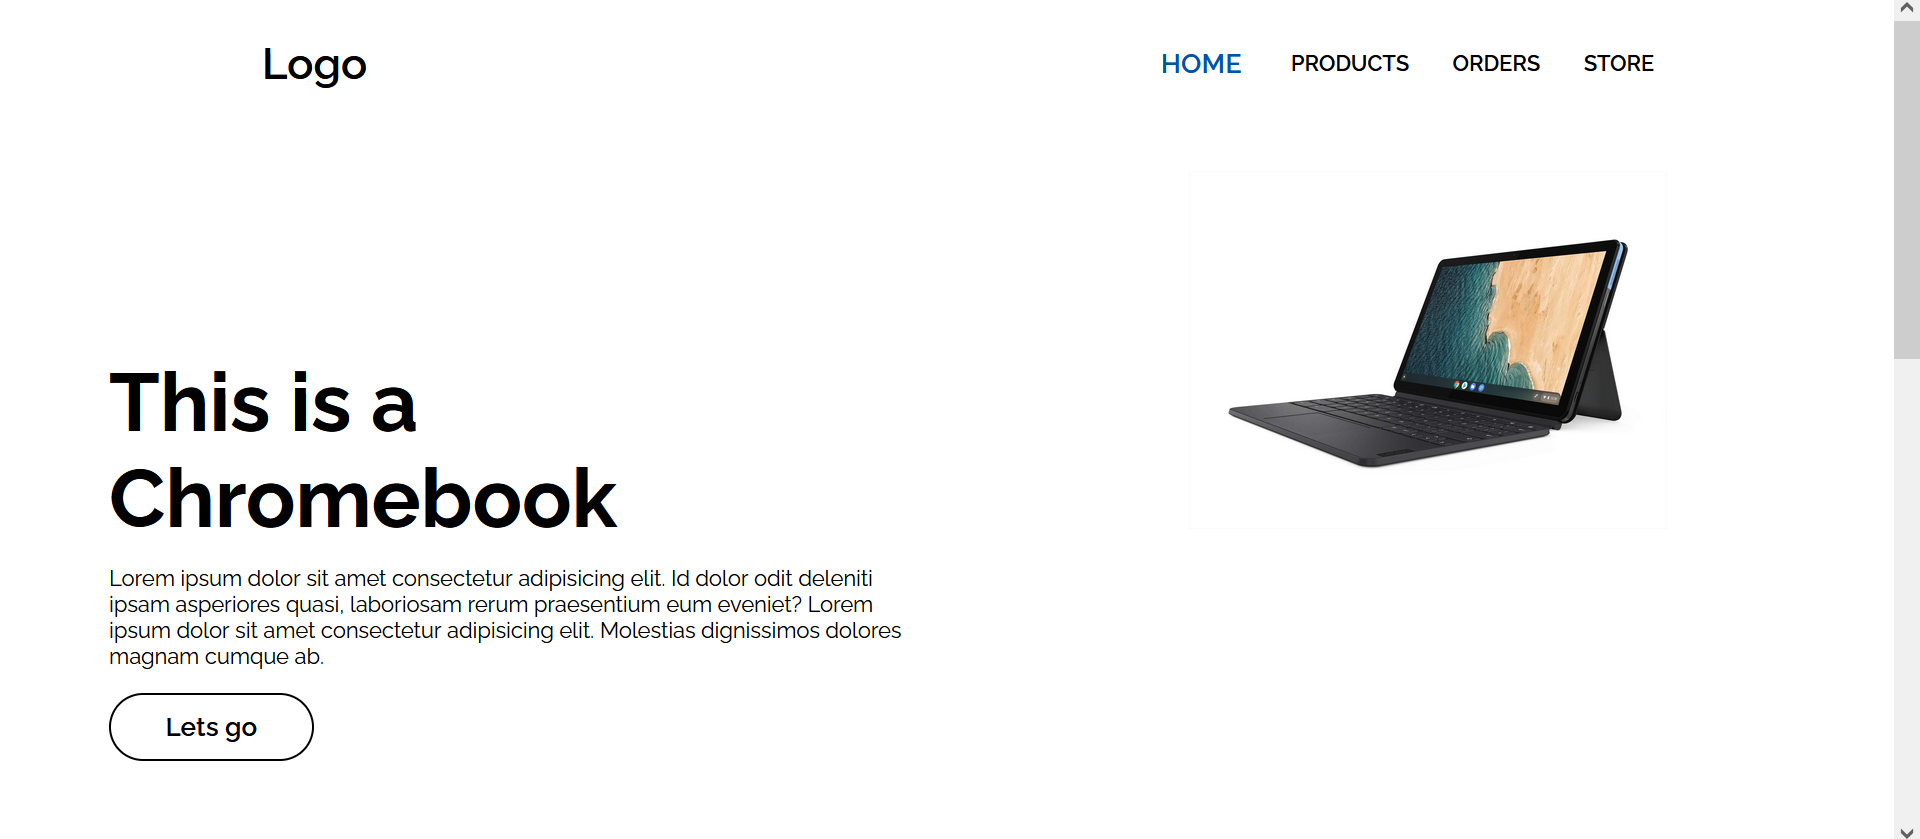 Logo
HOME PRODUCTS ORDERS STORE
This is a
Chromebook
Lorem ipsum dolor sit amet consectetur adipisicing elit. Id dolor odit deleniti
ipsam asperiores quasi, laboriosam rerum praesentium eum eveniet? Lorem
ipsum dolor sit amet consectetur adipisicing elit. Molestias dignissimos dolores
magnam cumque ab.
Lets go